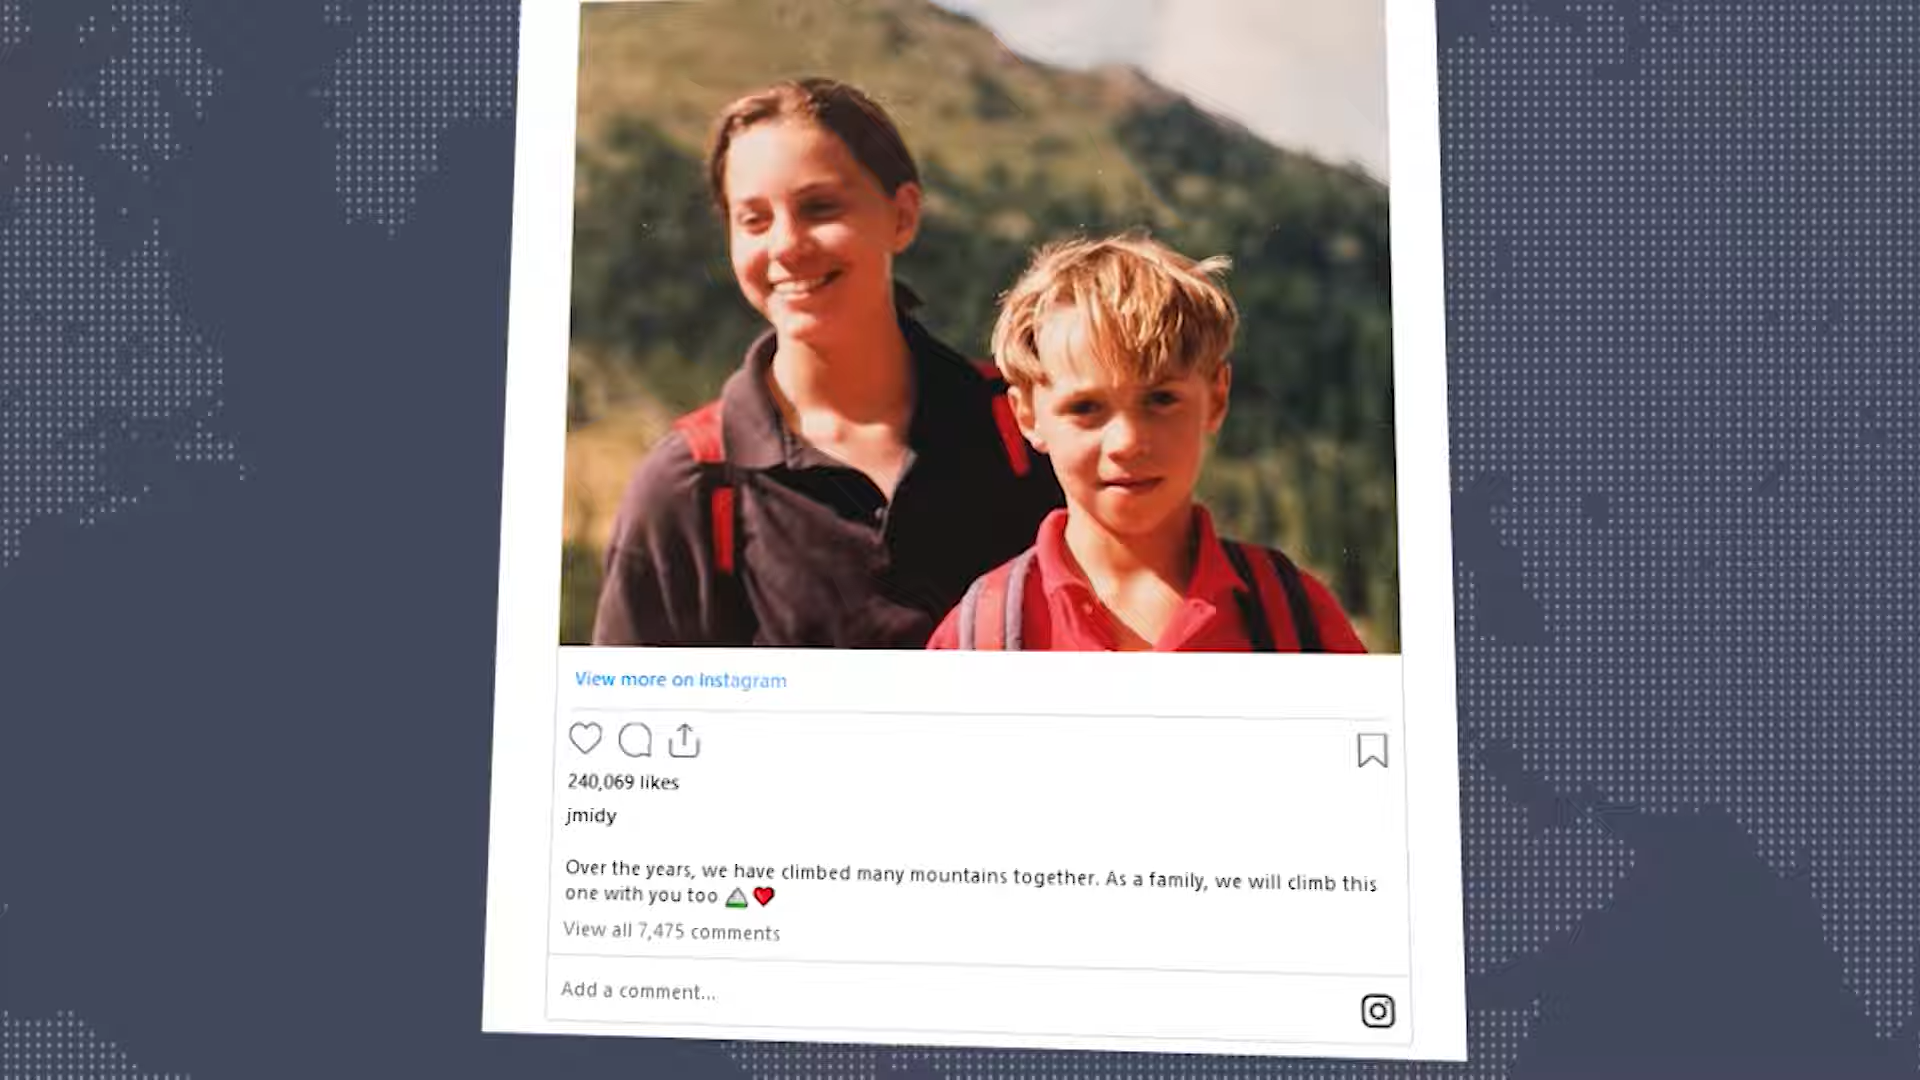 View more on Instagram
240,069 likes
jmidy
Over the years, we have climbed many mountains together. As a family, we will climb this
one with you too ⛰❤
View all 7,475 comments
Add a comment...